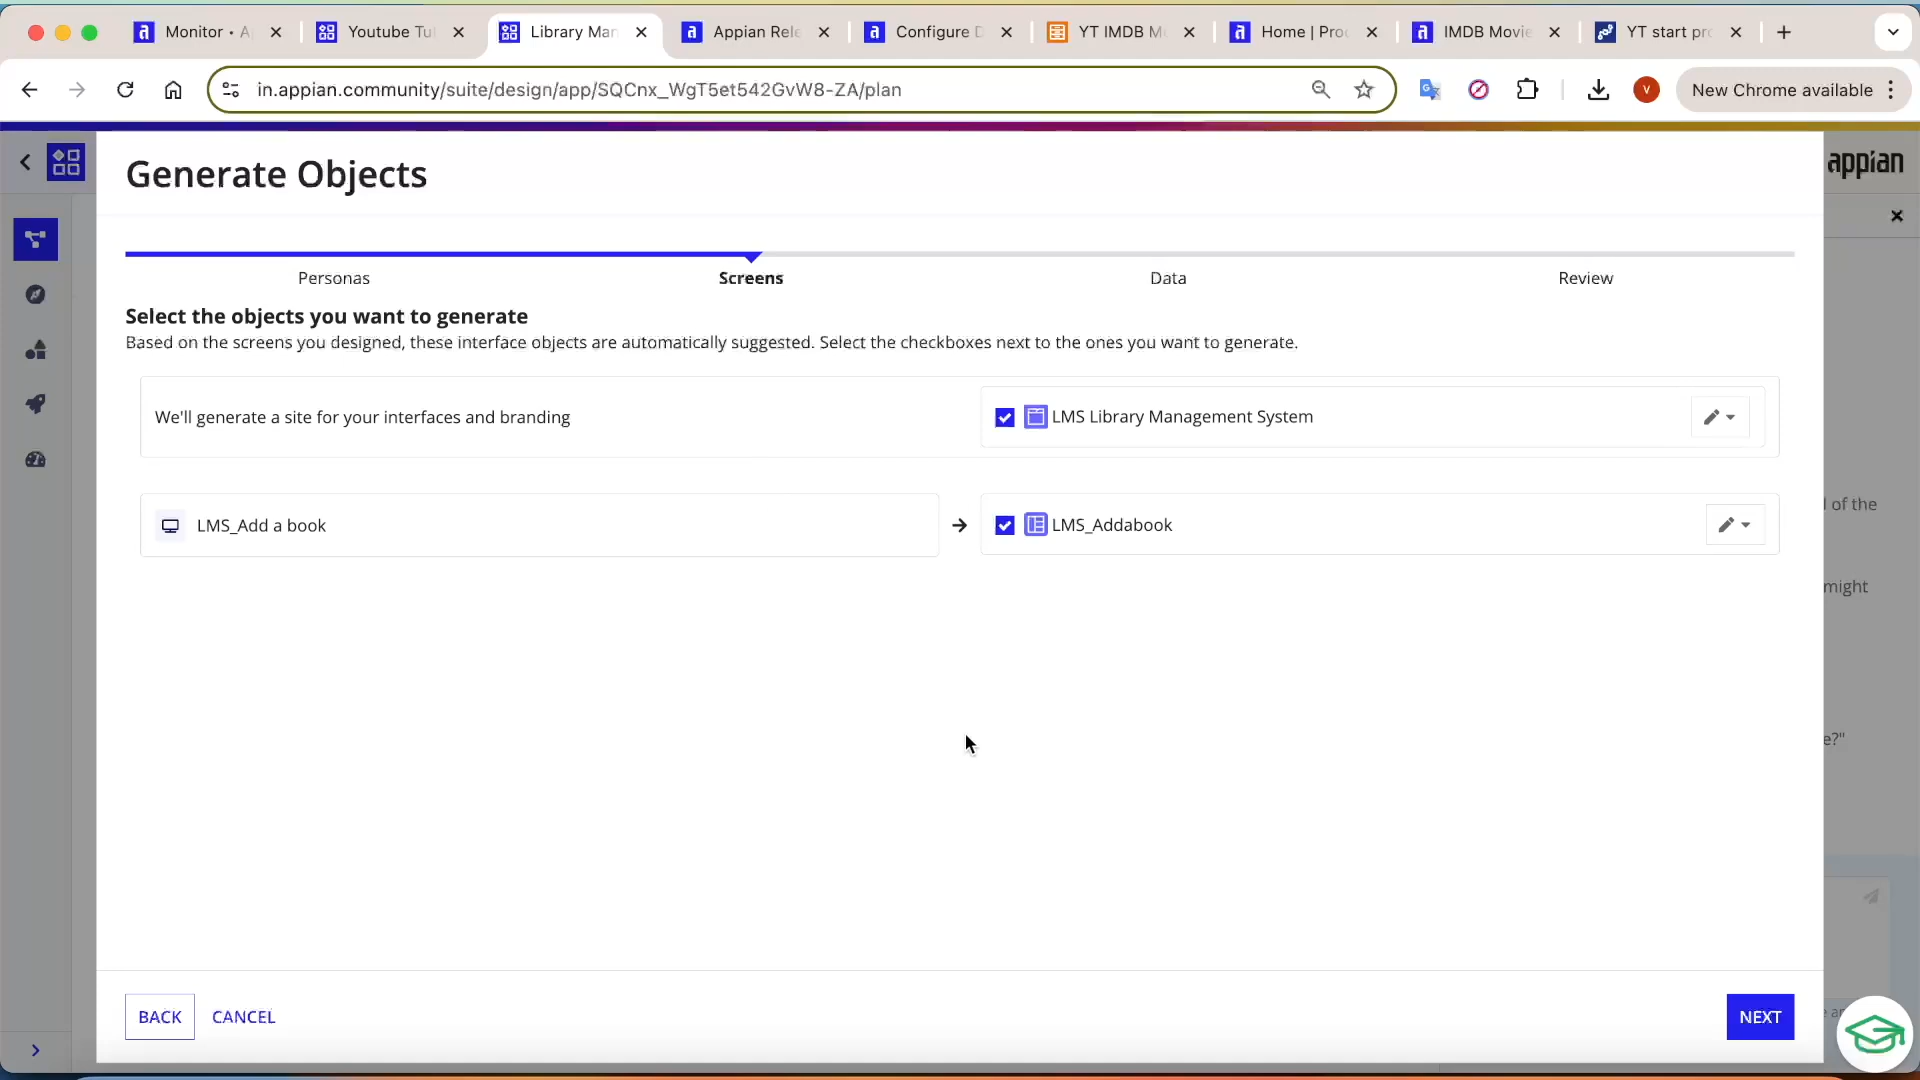 Monitor • A
Youtube Tu
Library Man
Appian Rele
Configure D
YT IMDB M
Home | Pro
IMDB Movie
YT start pr
in.appian.community/suite/design/app/SQCnx_WgT5et542GvW8-ZA/plan
V
New Chrome available
Generate Objects
appian
Personas
Screens
Data
Review
Select the objects you want to generate
Based on the screens you designed, these interface objects are automatically suggested. Select the checkboxes next to the ones you want to generate.
We'll generate a site for your interfaces and branding
LMS Library Management System
LMS_Add a book
LMS_Addabook
of the
might
e?"
BACK
CANCEL
NEXT